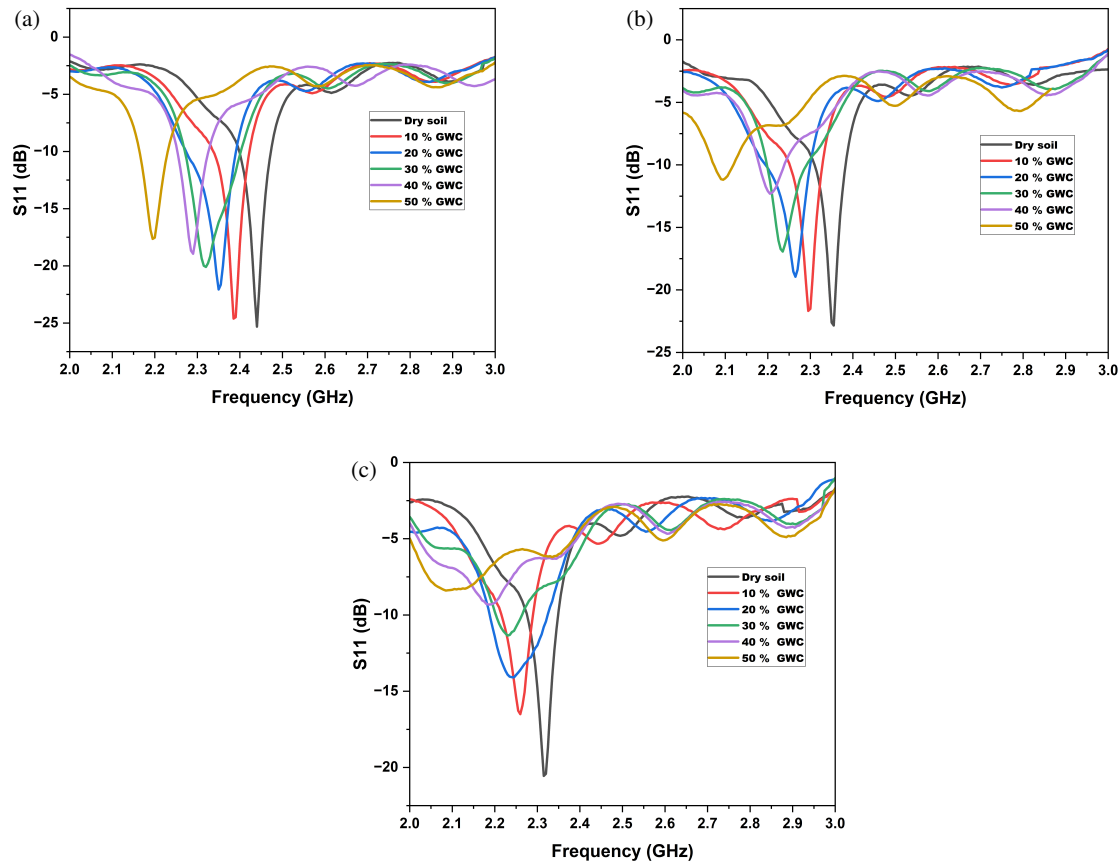 (a)
S11 (dB)
−5
−10
−15
−20
−25
2.0 2.1 2.2 2.3 2.4 2.5 2.6 2.7 2.8 2.9 3.0
Frequency (GHz)
Dry soil
10 % GWC
20 % GWC
30 % GWC
40 % GWC
50 % GWC
(b)
S11 (dB)
0
−5
−10
−15
−20
−25
2.0 2.1 2.2 2.3 2.4 2.5 2.6 2.7 2.8 2.9 3.0
Frequency (GHz)
Dry soil
10 % GWC
20 % GWC
30 % GWC
40 % GWC
50 % GWC
(c)
S11 (dB)
0
−5
−10
−15
−20
2.0 2.1 2.2 2.3 2.4 2.5 2.6 2.7 2.8 2.9 3.0
Frequency (GHz)
Dry soil
10 % GWC
20 % GWC
30 % GWC
40 % GWC
50 % GWC